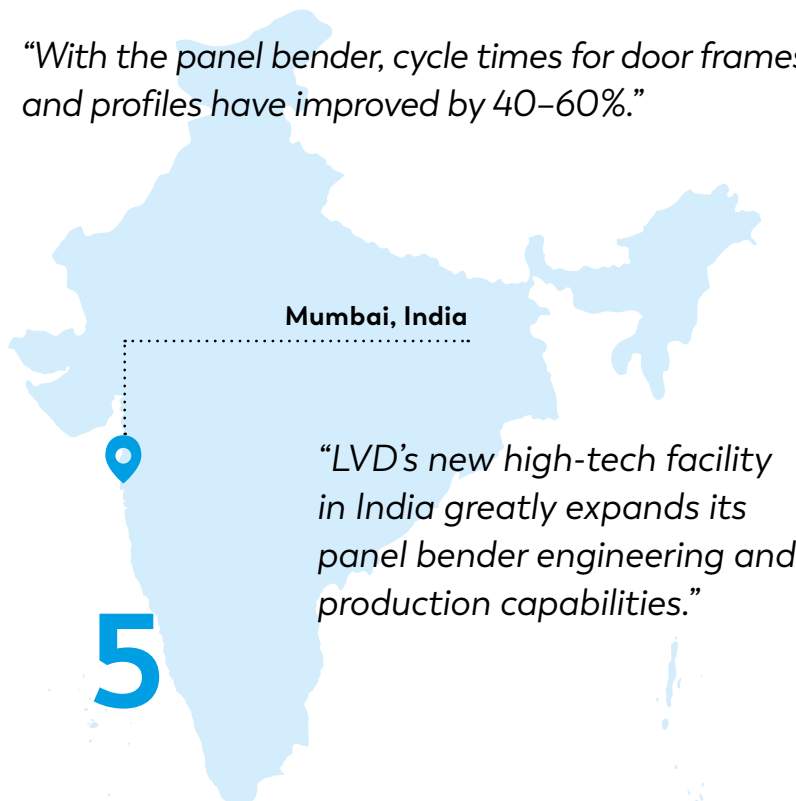 “With the panel bender, cycle times for door frames
and profiles have improved by 40–60%.”
Mumbai, India
“LVD’s new high-tech facility
in India greatly expands its
panel bender engineering and
production capabilities.”
5